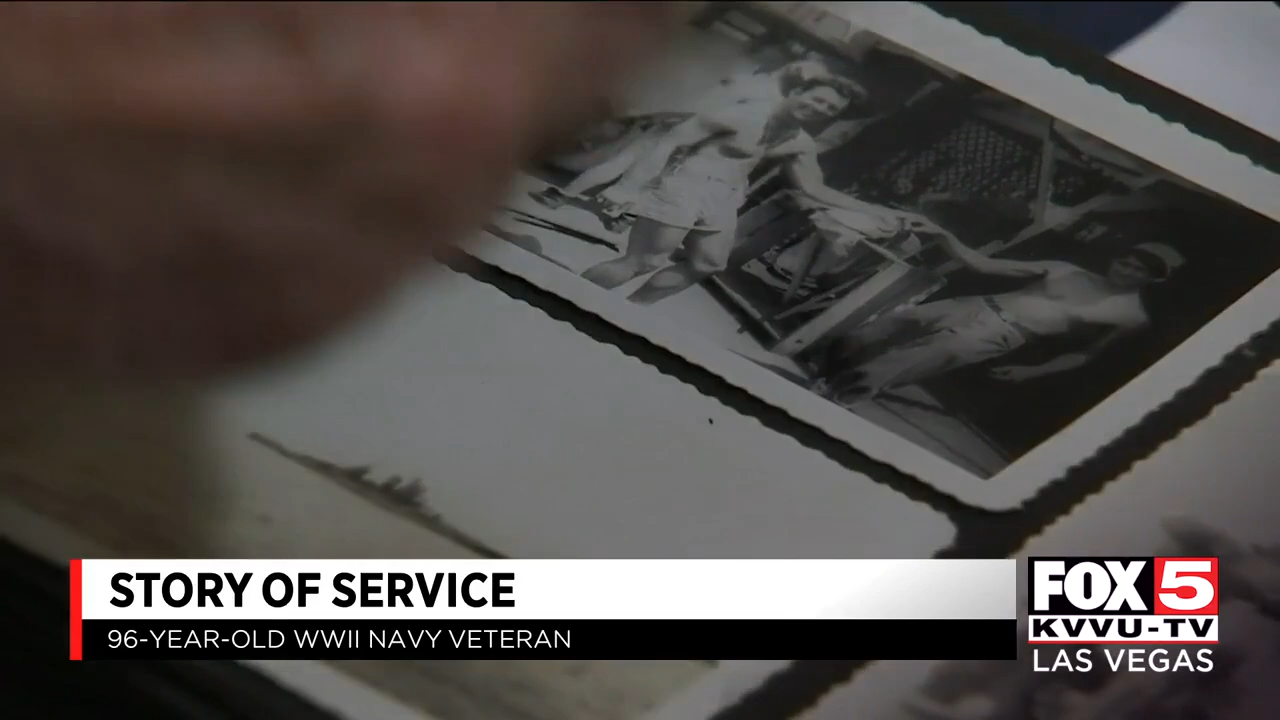 STORY OF SERVICE
96-YEAR-OLD WWII NAVY VETERAN
FOX 5
KVVU-TV
LAS VEGAS